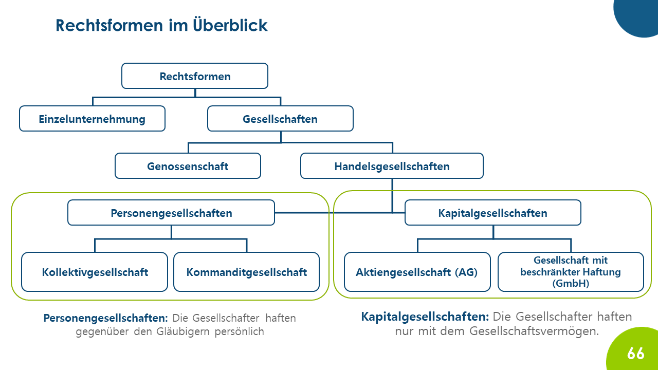 Rechtsformen im Überblick
Rechtsformen
Einzelunternehmung
Gesellschaften
Genossenschaft
Handelsgesellschaften
Personengesellschaften
Kapitalgesellschaften
Kollektivgesellschaft
Kommanditgesellschaft
Aktiengesellschaft (AG)
Gesellschaft mit
beschränkter Haftung
(GmbH)
Personengesellschaften: Die Gesellschafter haften
gegenüber den Gläubigern persönlich
Kapitalgesellschaften: Die Gesellschafter haften
nur mit dem Gesellschaftsvermögen.
66